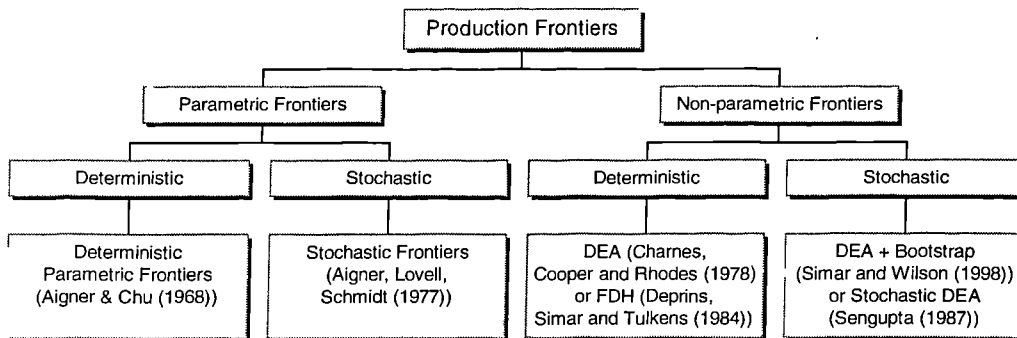 Production Frontiers
Parametric Frontiers
Non-parametric Frontiers
Deterministic
Stochastic
Deterministic
Stochastic
Deterministic
Parametric Frontiers
(Aigner & Chu (1968))
Stochastic Frontiers
(Aigner, Lovell,
Schmidt (1977))
DEA (Charnes,
Cooper and Rhodes (1978)
or FDH (Deprins,
Simar and Tulkens (1984))
DEA + Bootstrap
(Simar and Wilson (1998))
or Stochastic DEA
(Sengupta (1987))